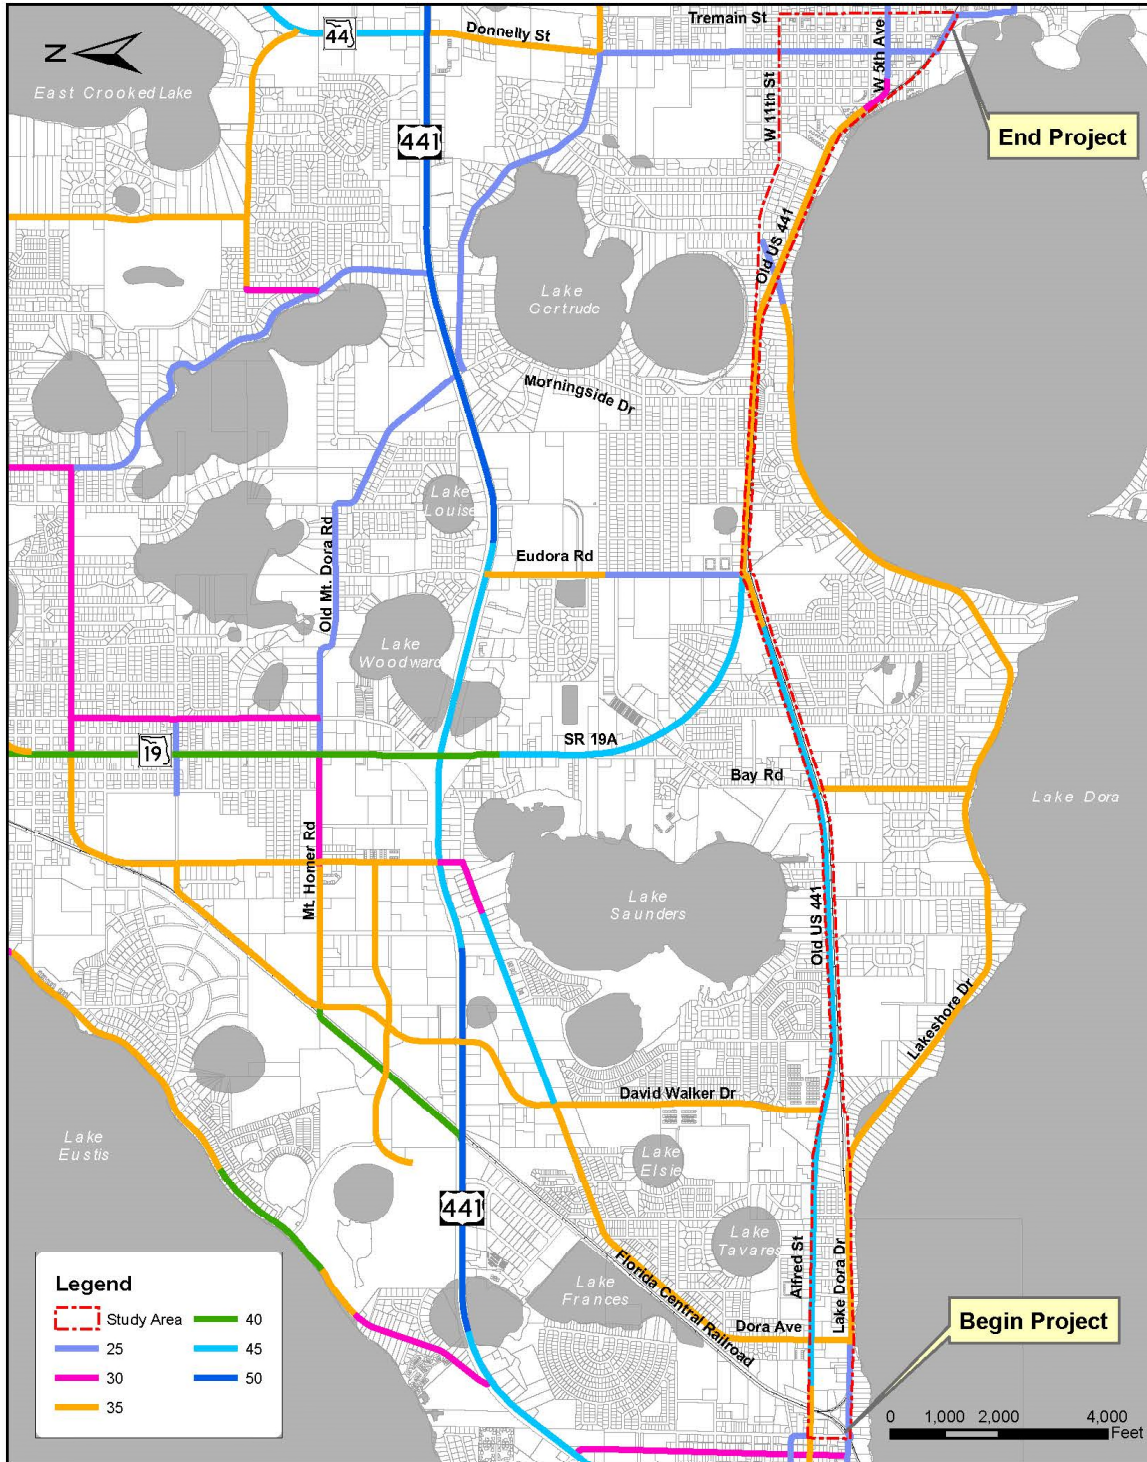 Tremain St
44
Donnelly St
W 5th Ave
N
East Crooked Lake
W 11th St
441
End Project
Old US 441
Lake
Gertrude
Morningside Dr
Lake
Louise
Old Mt. Dora Rd
Eudora Rd
Lake
Woodward
SR 19A
19
Bay Rd
Lake Dora
Mt. Homer Rd
Lake
Saunders
Old US 441
Lakeshore Dr
David Walker Dr
Lake
Eustis
Lake
Elsie
441
Lake
Tavares
Alfred St
Lake Dora Dr
Florida Central Railroad
Lake
Frances
Dora Ave
Begin Project
Legend
Study Area
40
25
45
30
50
35
0 1,000 2,000 4,000
Feet